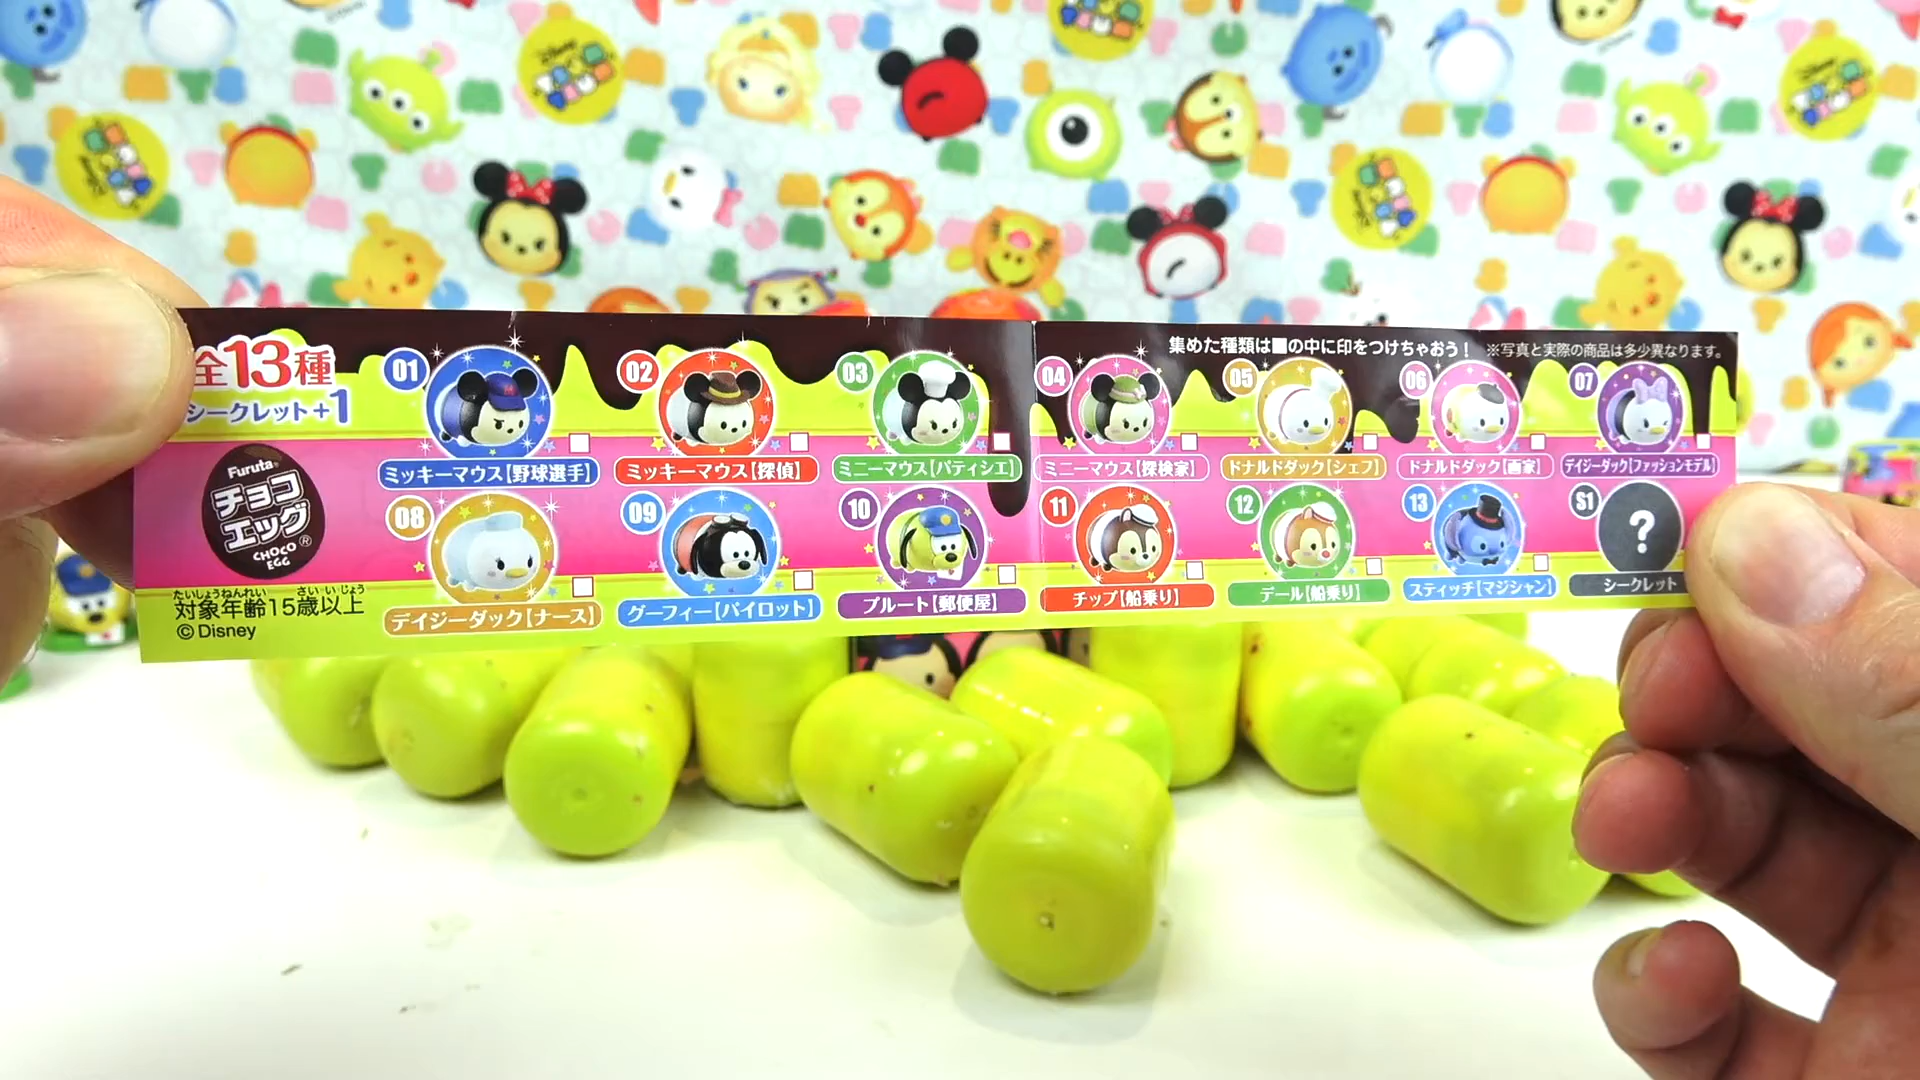 全13種
シークレット+1
Furuta®
チョコ
エッグ®
CHOCO
EGG
たいしょうねんれい さいいじょう
対象年齢15歳以上
©Disney
集めた種類は■の中に印をつけちゃおう! ※写真と実際の商品は多少異なります。
01 02 03 04 05 06 07
ミッキーマウス[野球選手] ミッキーマウス[探偵] ミニーマウス[パティシエ] ミニーマウス[探検家] ドナルドダック[シェフ] ドナルドダック[画家] デイジーダック[ファッションモデル]
08 09 10 11 12 13 S1
?
デイジーダック[ナース] グーフィー[パイロット] プルート[郵便屋] チップ[船乗り] デール[船乗り] スティッチ[マジシャン] シークレット